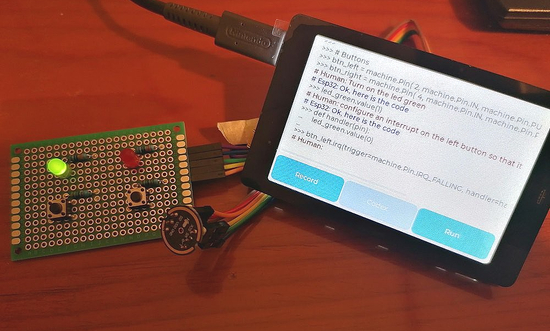 >>> # Buttons
>>> btn_left = machine.Pin( 2, machine.Pin.IN, machine.Pin.PU
>>> btn_right = machine.Pin( 4, machine.Pin.IN, machine.Pin.P
# Human: Turn on the led green
# Esp32: Ok, here is the code
>>> led_green.value(1)
# Human: configure an interrupt on the left button so that it
# Esp32: Ok, here is the code
>>> def handler(pin):
... led_green.value(0)
...
>>> btn_left.irq(trigger=machine.Pin.IRQ_FALLING, handler=
# Human:
Record
Codex
Run